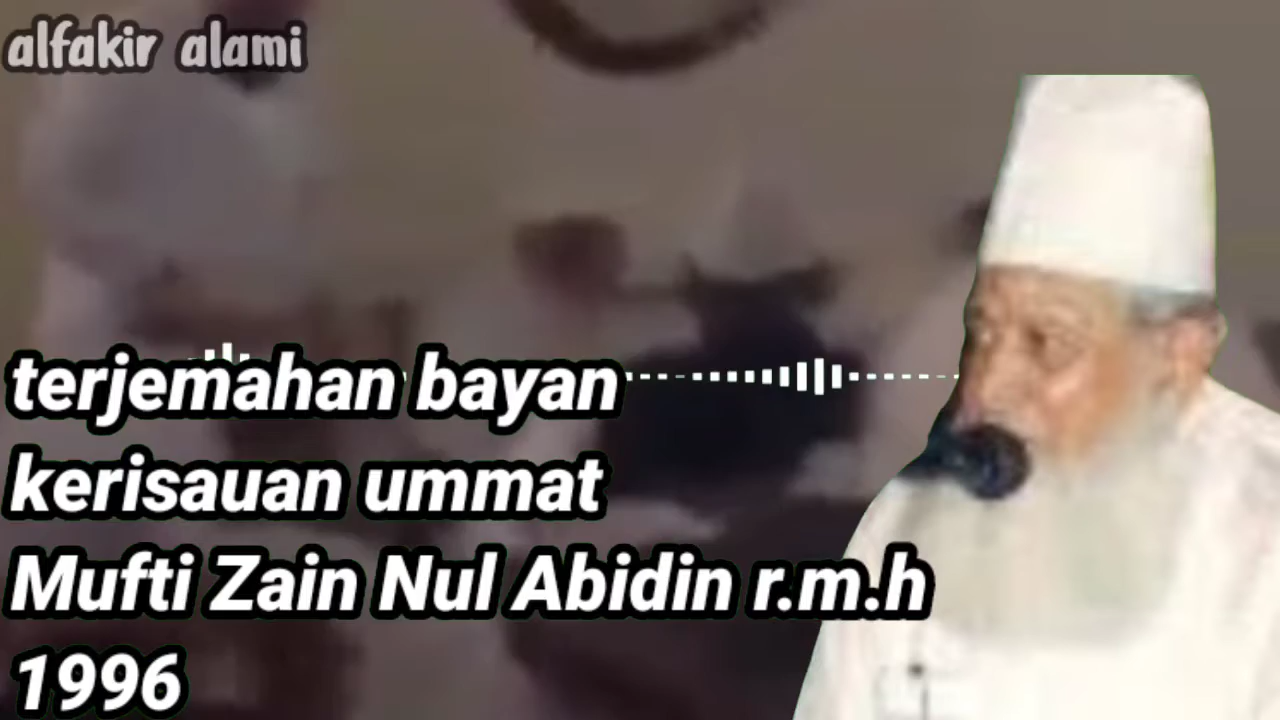 alfakir alami
terjemahan bayan
kerisauan ummat
Mufti Zain Nul Abidin r.m.h
1996